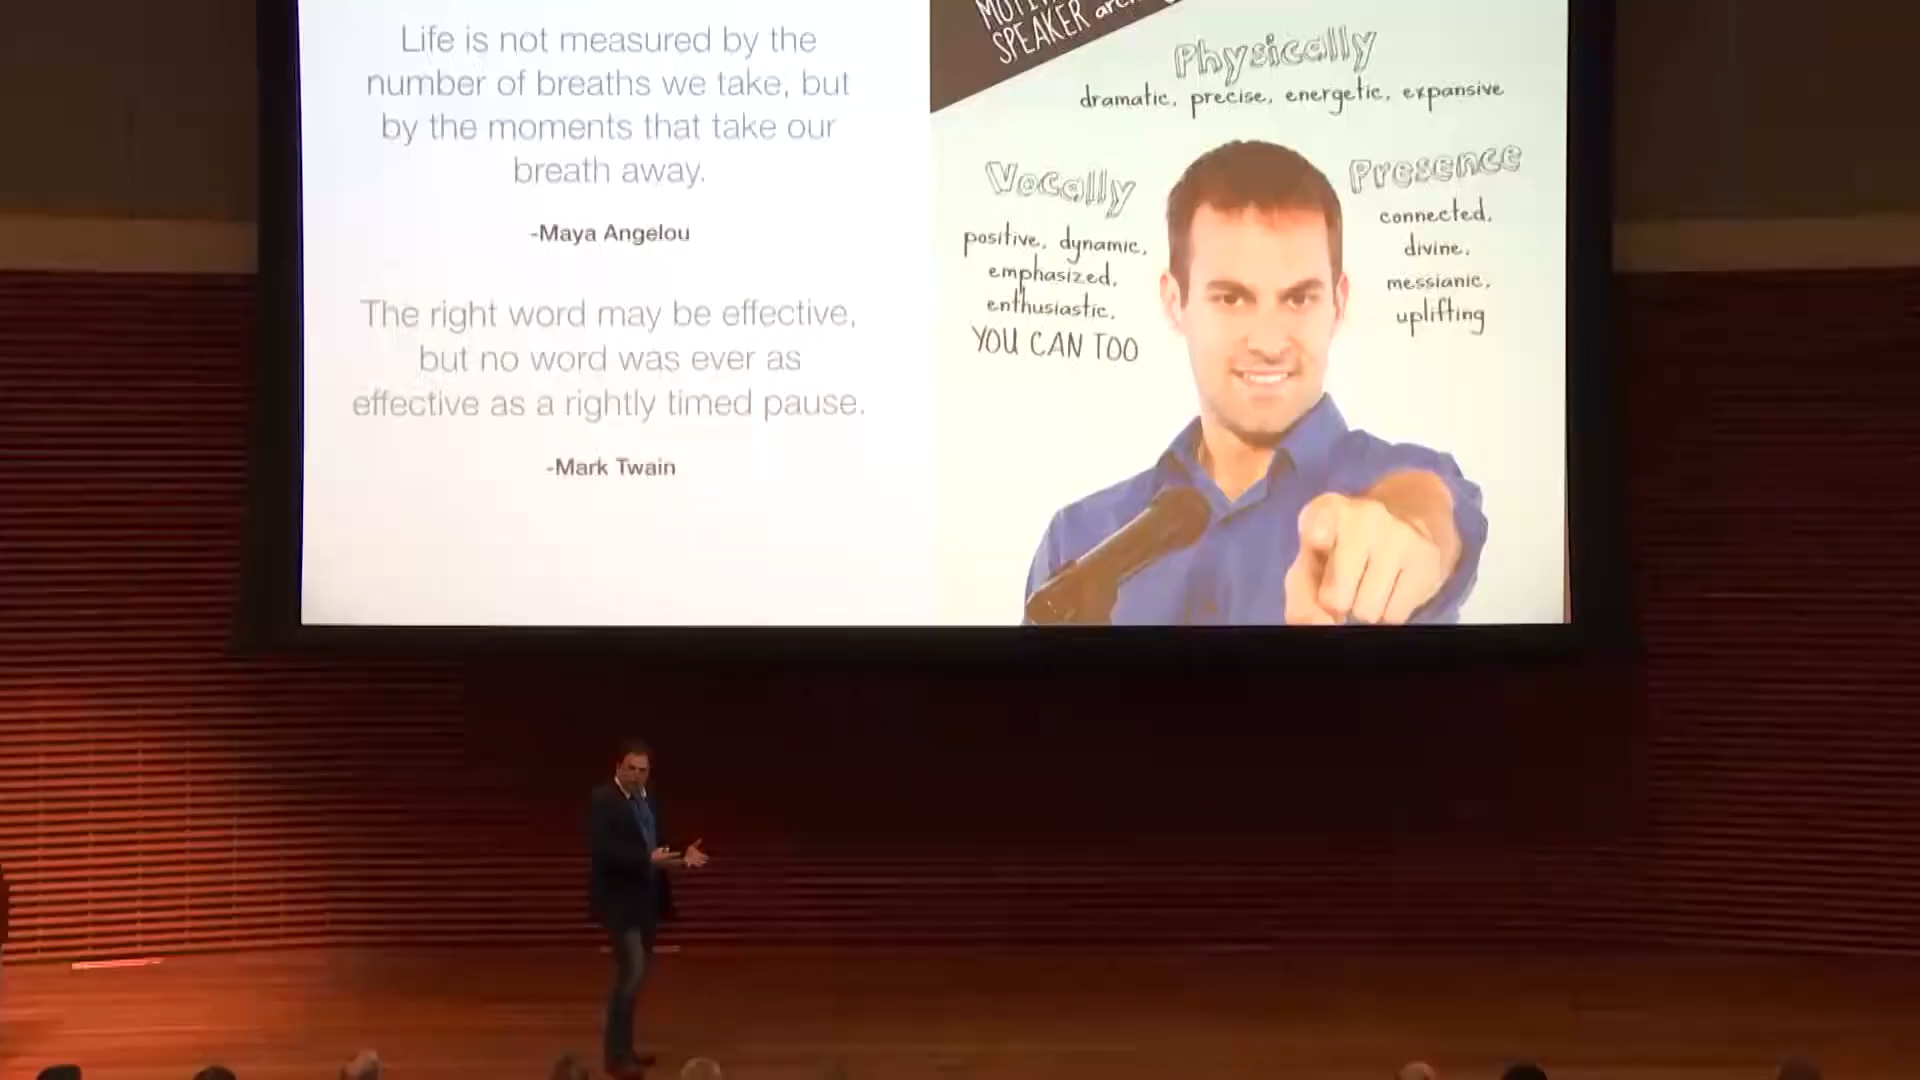 Life is not measured by the
number of breaths we take, but
by the moments that take our
breath away.
-Maya Angelou
The right word may be effective,
but no word was ever as
effective as a rightly timed pause.
-Mark Twain
SPEAKER
Physically
dramatic, precise, energetic, expansive
Vocally
positive, dynamic,
emphasized,
enthusiastic,
YOU CAN TOO
Presence
connected,
divine,
messianic,
uplifting